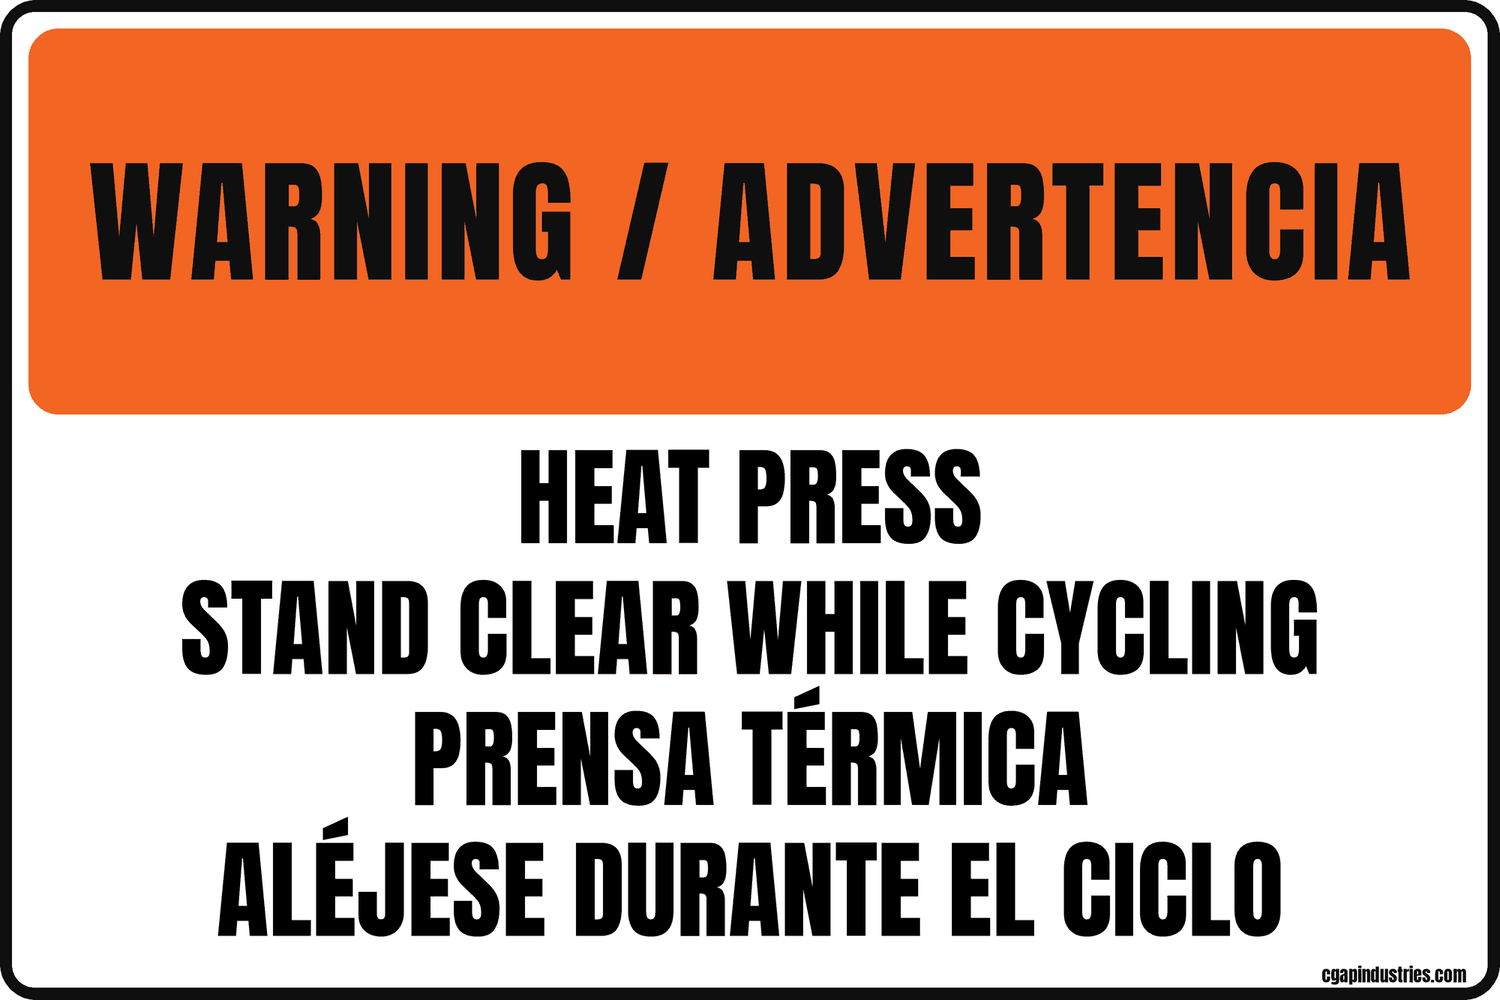 WARNING / ADVERTENCIA
HEAT PRESS
STAND CLEAR WHILE CYCLING
PRENSA TÉRMICA
ALÉJESE DURANTE EL CICLO
cgapindustries.com